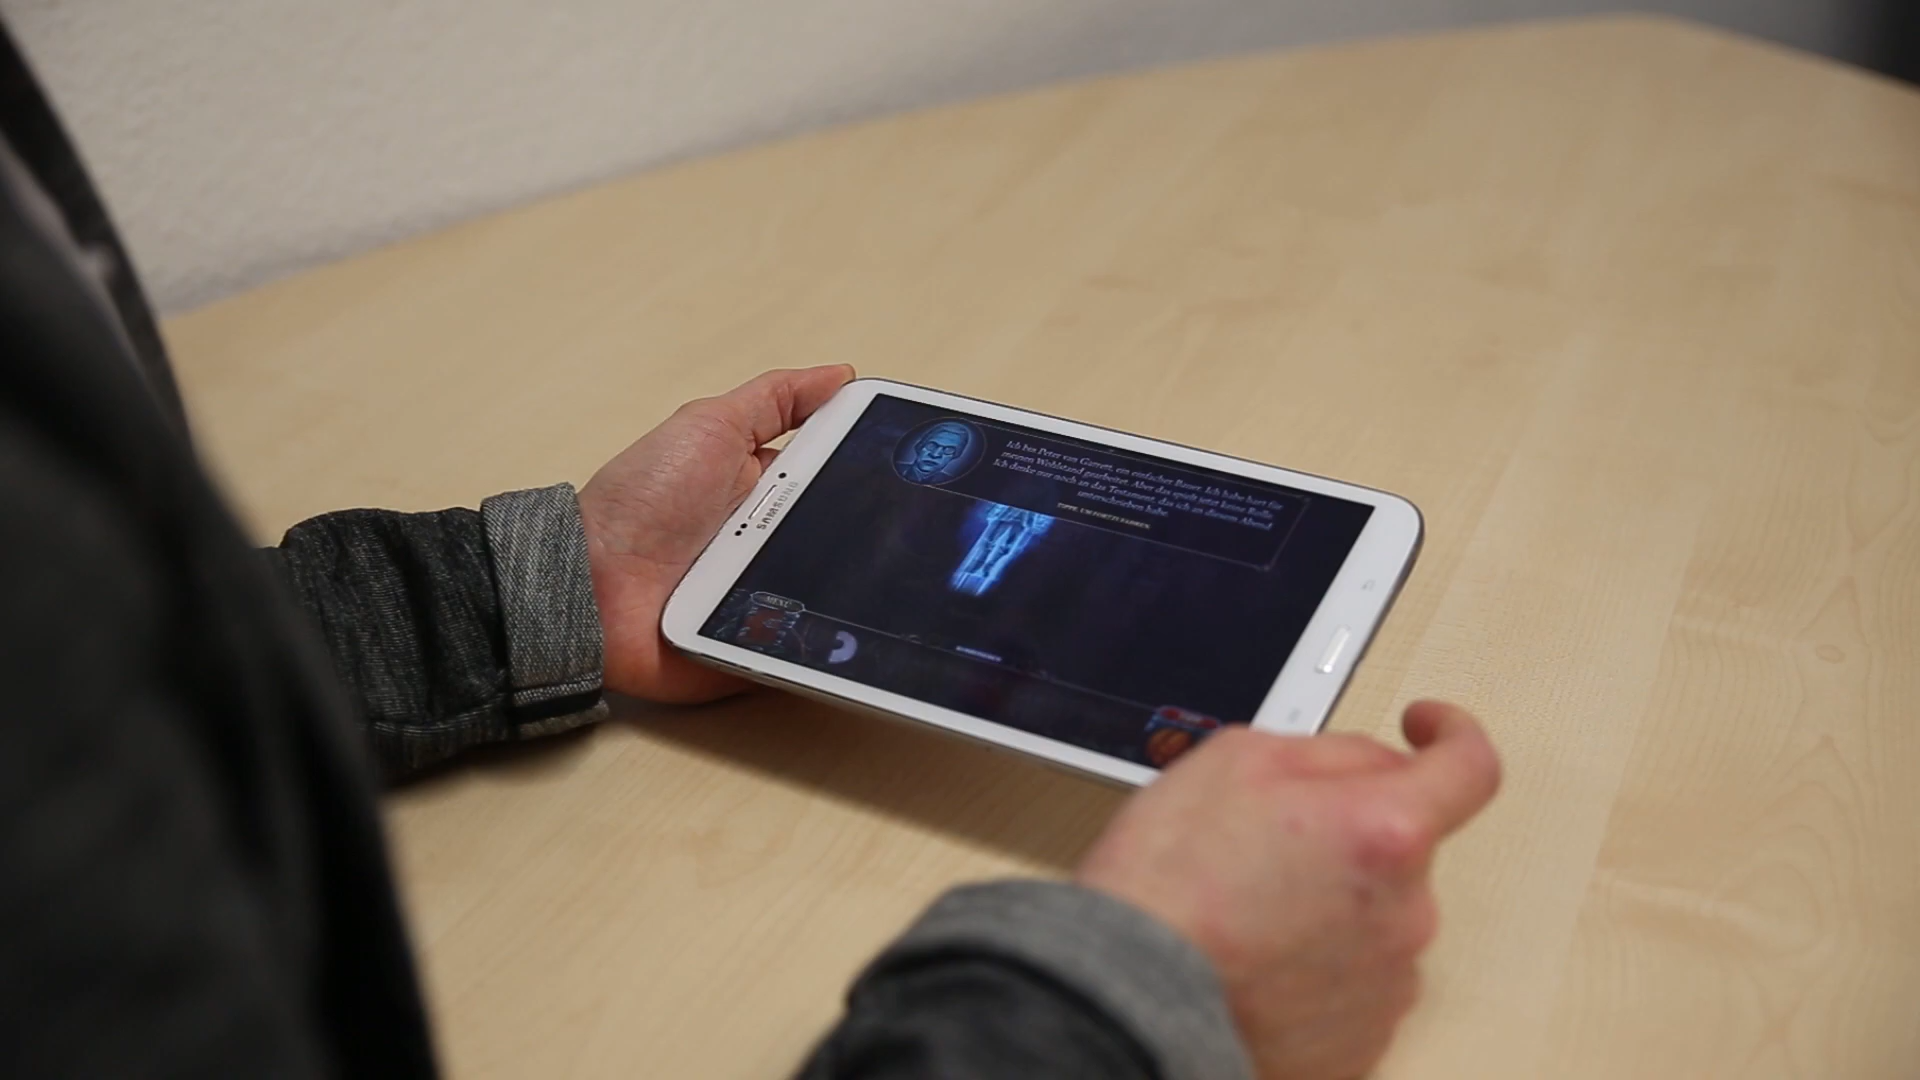 SAMSUNG
Ich bin Peter van Garrett, ein einfacher Bauer. Ich habe hart für
meinen Wohlstand gearbeitet. Aber das spielt jetzt keine Rolle.
Ich denke nur noch an das Testament, das ich an diesem Abend
unterschrieben habe.
TIPPE, UM FORTZUFAHREN
MENÜ